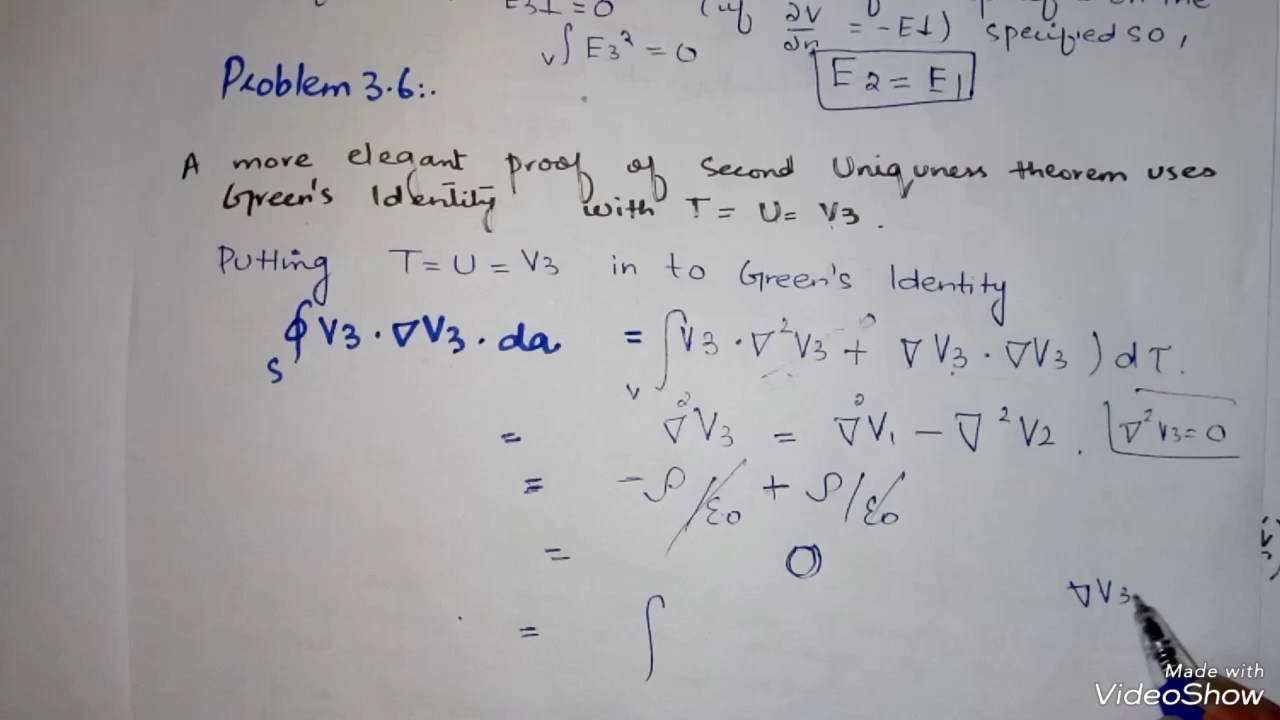 E3⊥ = 0 (if ∂V/∂n = -E⊥) specified so,
v∫ E3² = 0
E2 = E1
Problem 3.6:.
A more elegant proof of Second Uniquness theorem uses
Green's Identity with T = U = V3.
Putting T = U = V3 in to Green's Identity
∮S V3 · ∇V3 · da = ∫V V3 · ∇²V3 + ∇V3 · ∇V3 ) dτ.
= ∇²V3 = ∇²V1 - ∇²V2. ∇²V3 = 0
= -ρ/ε0 + ρ/ε0
= 0
∇V3
= ∫
Made with
VideoShow